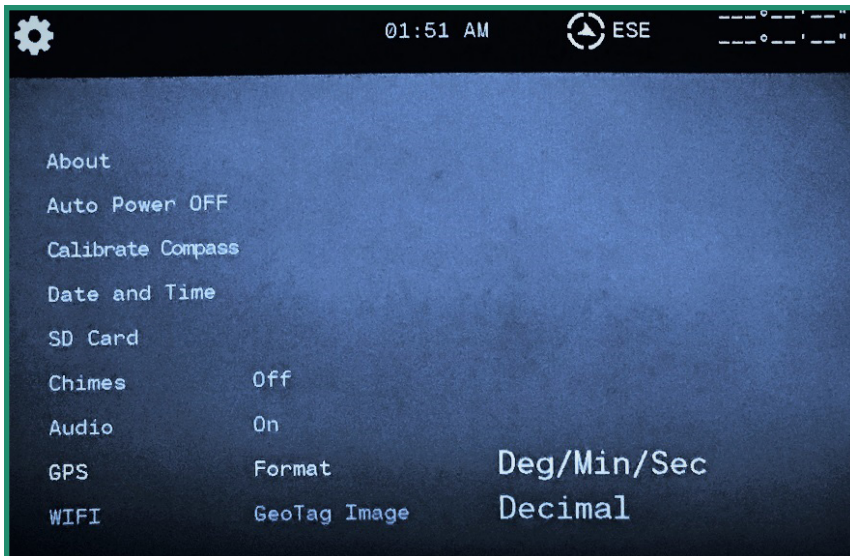 01:51 AM ESE ---°--'--"
---°--'--"
About
Auto Power OFF
Calibrate Compass
Date and Time
SD Card
Chimes Off
Audio On
GPS Format Deg/Min/Sec
WIFI GeoTag Image Decimal